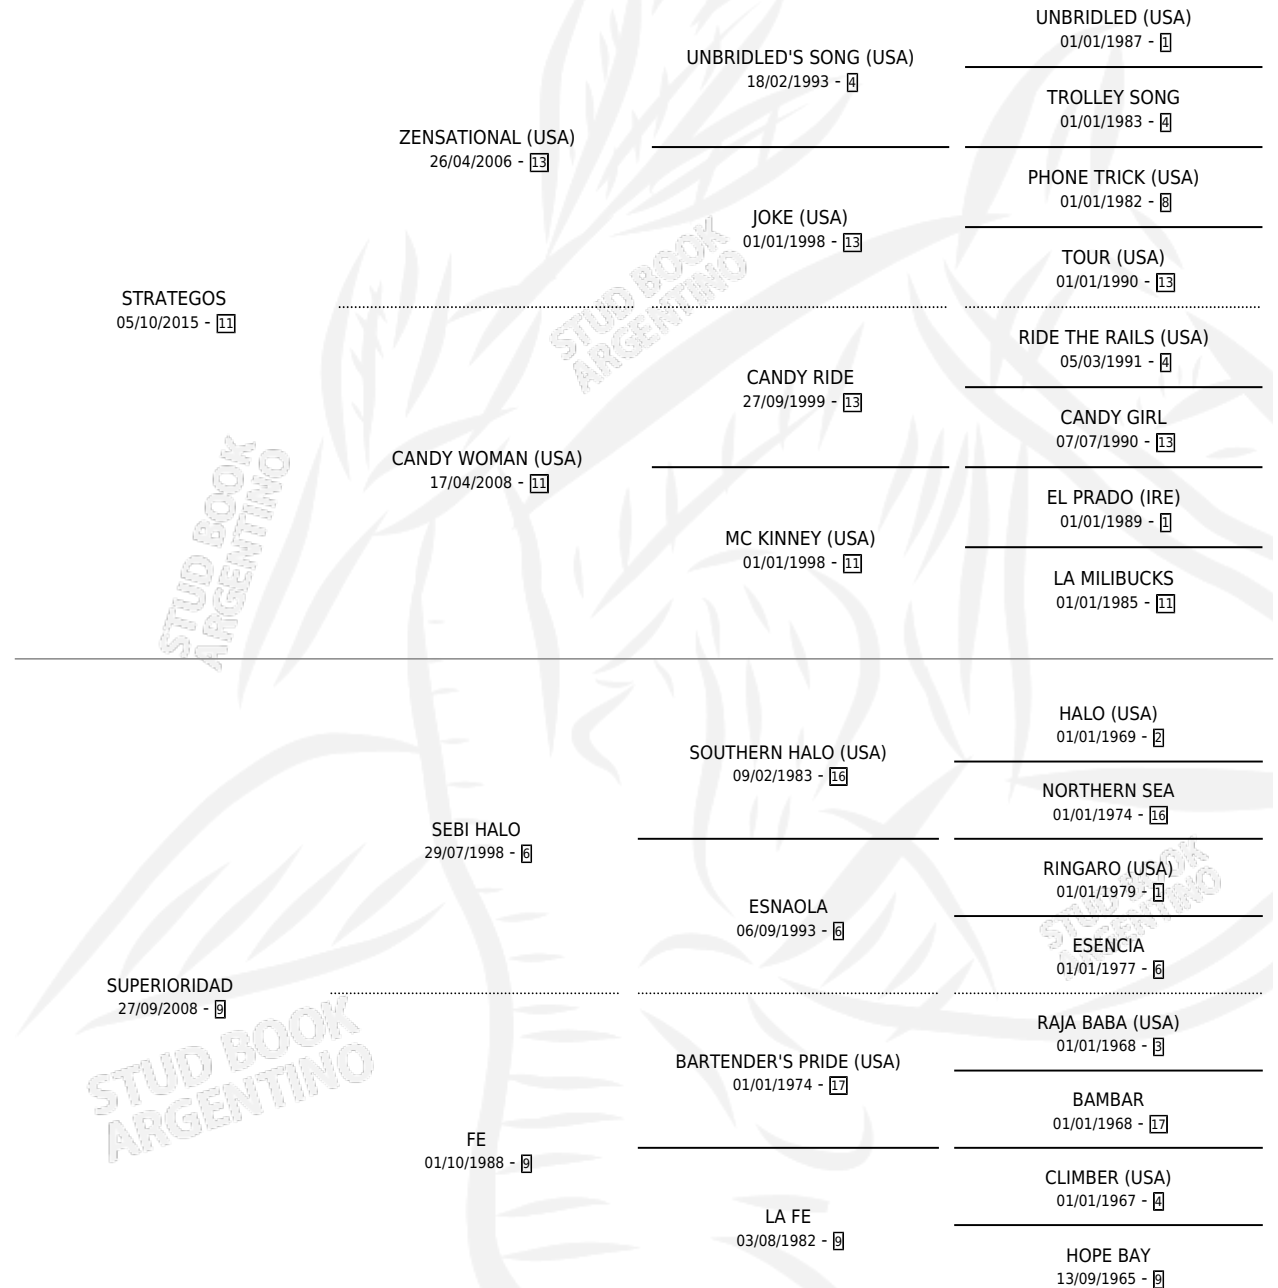 UNBRIDLED (USA)
01/01/1987 - 1
UNBRIDLED'S SONG (USA)
18/02/1993 - 4
TROLLEY SONG
01/01/1983 - 4
ZENSATIONAL (USA)
26/04/2006 - 13
PHONE TRICK (USA)
01/01/1982 - 8
JOKE (USA)
01/01/1998 - 13
TOUR (USA)
01/01/1990 - 13
STRATEGOS
05/10/2015 - 11
STUD BOOK
ARGENTINO
RIDE THE RAILS (USA)
05/03/1991 - 4
CANDY RIDE
27/09/1999 - 13
CANDY GIRL
07/07/1990 - 13
CANDY WOMAN (USA)
17/04/2008 - 11
EL PRADO (IRE)
01/01/1989 - 1
MC KINNEY (USA)
01/01/1998 - 11
LA MILIBUCKS
01/01/1985 - 11
STUD BOOK
ARGENTINO
HALO (USA)
01/01/1969 - 2
SOUTHERN HALO (USA)
09/02/1983 - 16
NORTHERN SEA
01/01/1974 - 16
SEBI HALO
29/07/1998 - 6
RINGARO (USA)
01/01/1979 - 1
ESNAOLA
06/09/1993 - 6
STUD BOOK
ARGENTINO
ESENCIA
01/01/1977 - 6
SUPERIORIDAD
27/09/2008 - 9
RAJA BABA (USA)
01/01/1968 - 3
BARTENDER'S PRIDE (USA)
01/01/1974 - 17
STUD BOOK
ARGENTINO
BAMBAR
01/01/1968 - 17
FE
01/10/1988 - 9
CLIMBER (USA)
01/01/1967 - 4
LA FE
03/08/1982 - 9
HOPE BAY
13/09/1965 - 9